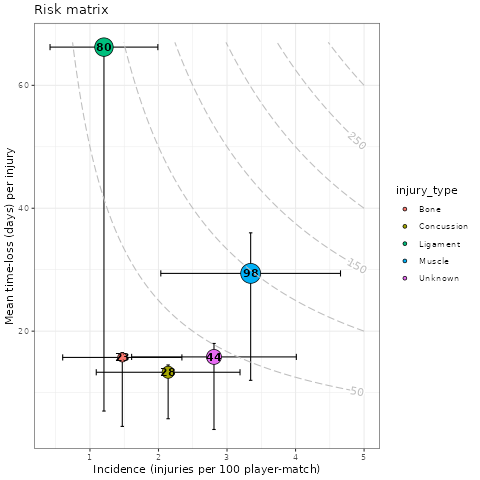 Risk matrix
Mean time-loss (days) per injury
60
40
20
80
98
23
28
44
250
150
50
1
2
3
4
5
Incidence (injuries per 100 player-match)
injury_type
Bone
Concussion
Ligament
Muscle
Unknown